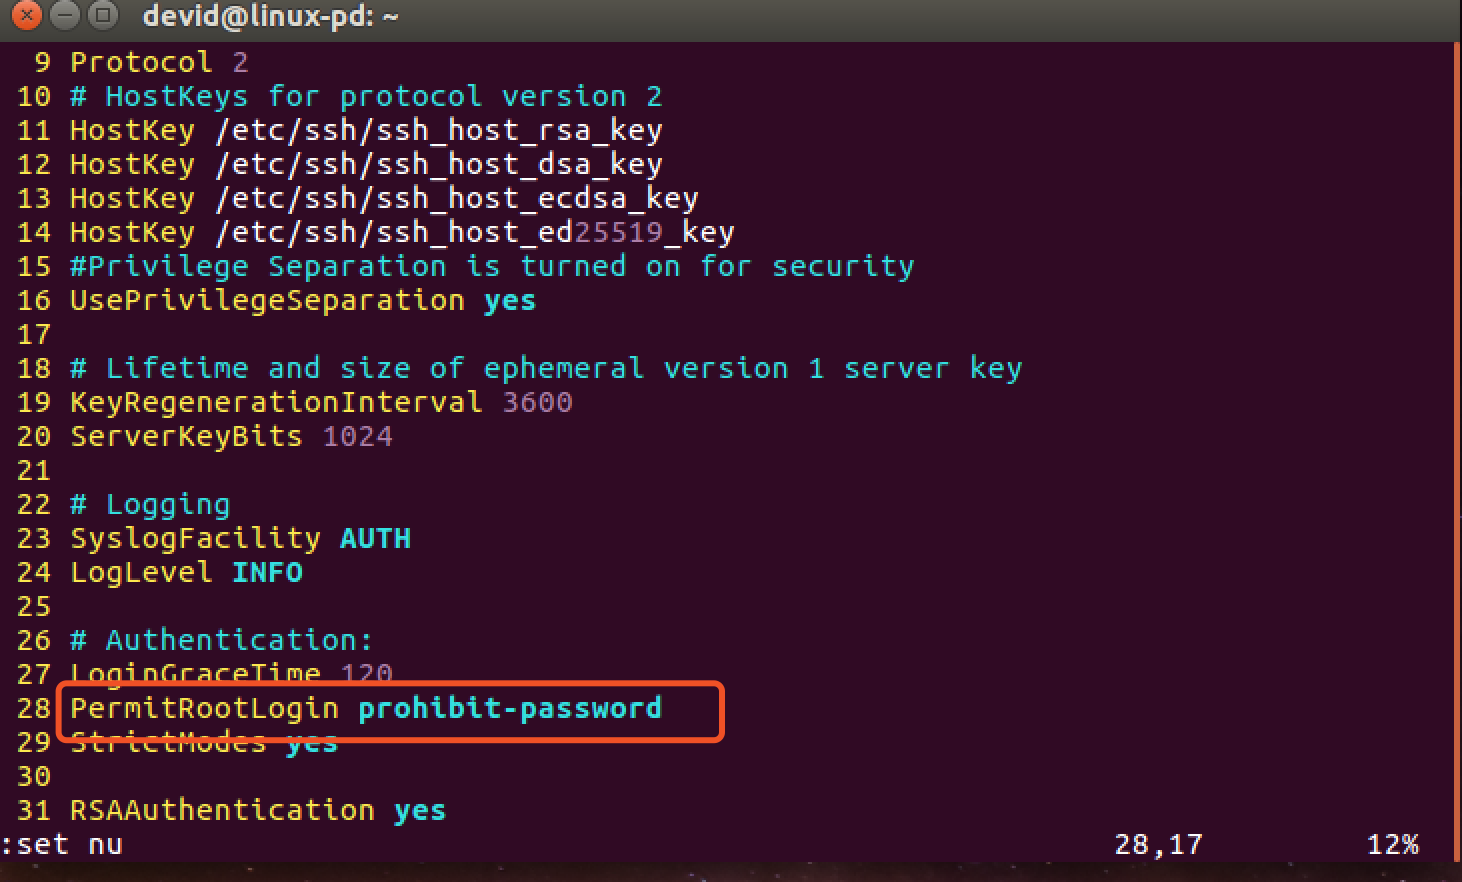 devid@linux-pd: ~
9 Protocol 2
10 # HostKeys for protocol version 2
11 HostKey /etc/ssh/ssh_host_rsa_key
12 HostKey /etc/ssh/ssh_host_dsa_key
13 HostKey /etc/ssh/ssh_host_ecdsa_key
14 HostKey /etc/ssh/ssh_host_ed25519_key
15 #Privilege Separation is turned on for security
16 UsePrivilegeSeparation yes
17
18 # Lifetime and size of ephemeral version 1 server key
19 KeyRegenerationInterval 3600
20 ServerKeyBits 1024
21
22 # Logging
23 SyslogFacility AUTH
24 LogLevel INFO
25
26 # Authentication:
27 LoginGraceTime 120
28 PermitRootLogin prohibit-password
29 StrictModes yes
30
31 RSAAuthentication yes
:set nu 28,17 12%